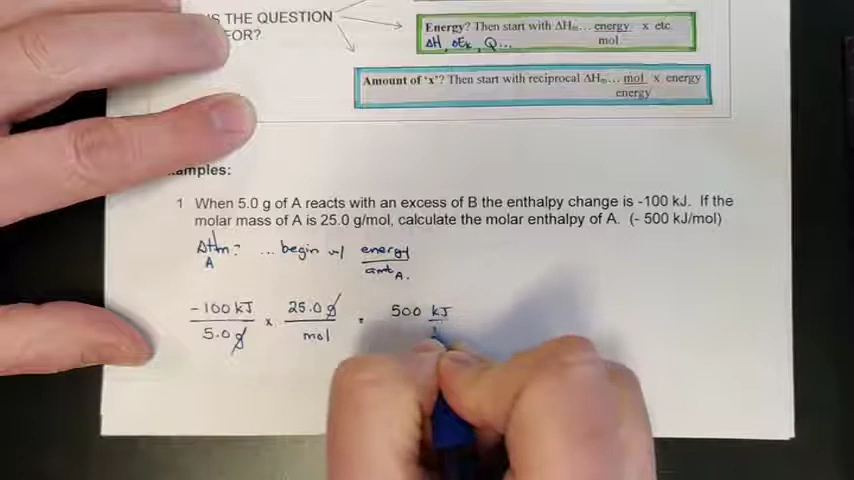 S THE QUESTION
FOR?
Energy? Then start with ΔHm... energy x etc
mol
ΔH, ΔEk, Q...
Amount of 'x'? Then start with reciprocal ΔHm... mol x energy
energy
amples:
1 When 5.0 g of A reacts with an excess of B the enthalpy change is -100 kJ. If the
molar mass of A is 25.0 g/mol, calculate the molar enthalpy of A. (- 500 kJ/mol)
ΔHm? ... begin w/ energy
A amt A.
-100 kJ x 25.0 g = 500 kJ
5.0 g mol